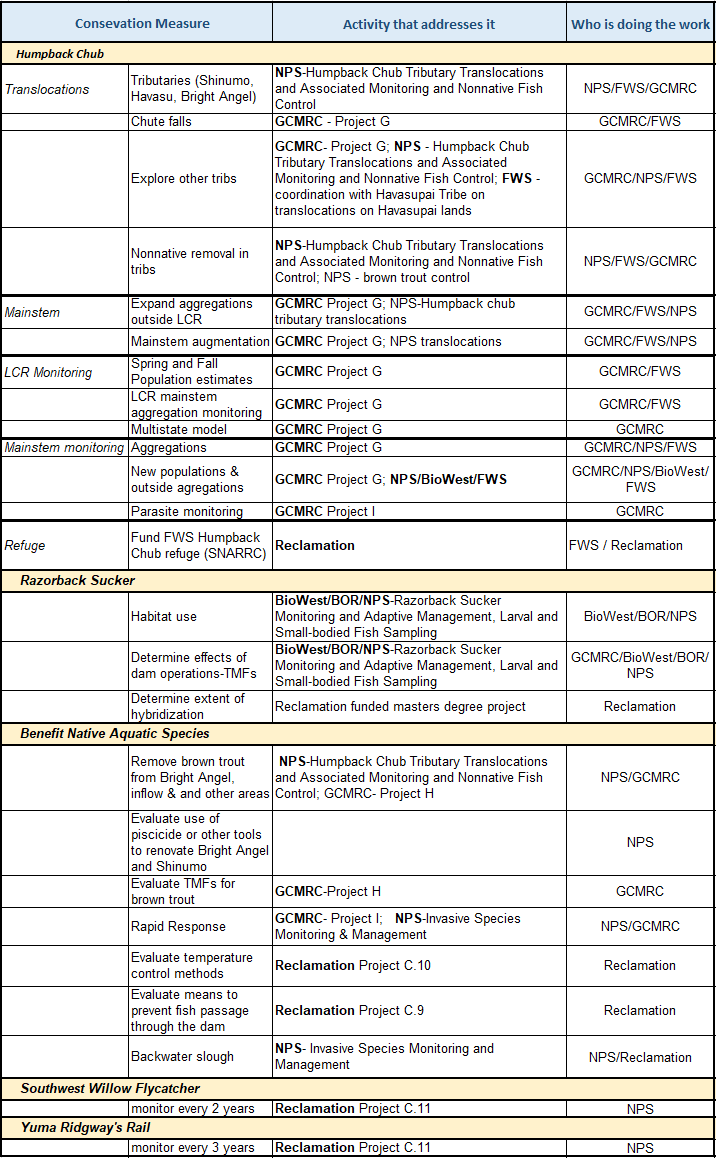 Consevation Measure
Activity that addresses it
Who is doing the work
Humpback Chub
Translocations
Tributaries (Shinumo,
Havasu, Bright Angel)
NPS-Humpback Chub Tributary Translocations
and Associated Monitoring and Nonnative Fish
Control
NPS/FWS/GCMRC
Chute falls
GCMRC - Project G
GCMRC/FWS
Explore other tribs
GCMRC- Project G; NPS - Humpback Chub
Tributary Translocations and Associated
Monitoring and Nonnative Fish Control; FWS -
coordination with Havasupai Tribe on
translocations on Havasupai lands
GCMRC/NPS/FWS
Nonnative removal in
tribs
NPS-Humpback Chub Tributary Translocations
and Associated Monitoring and Nonnative Fish
Control; NPS - brown trout control
NPS/FWS/GCMRC
Mainstem
Expand aggregations
outside LCR
GCMRC Project G; NPS-Humpback chub
tributary translocations
GCMRC/FWS/NPS
Mainstem augmentation
GCMRC Project G; NPS translocations
GCMRC/FWS/NPS
LCR Monitoring
Spring and Fall
Population estimates
GCMRC Project G
GCMRC/FWS
LCR mainstem
aggregation monitoring
GCMRC Project G
GCMRC/FWS
Multistate model
GCMRC Project G
GCMRC
Mainstem monitoring
Aggregations
GCMRC Project G
GCMRC/NPS/FWS
New populations &
outside agregations
GCMRC Project G; NPS/BioWest/FWS
GCMRC/NPS/BioWest/
FWS
Parasite monitoring
GCMRC Project I
GCMRC
Refuge
Fund FWS Humpback
Chub refuge (SNARRC)
Reclamation
FWS / Reclamation
Razorback Sucker
Habitat use
BioWest/BOR/NPS-Razorback Sucker
Monitoring and Adaptive Management, Larval and
Small-bodied Fish Sampling
BioWest/BOR/NPS
Determine effects of
dam operations-TMFs
BioWest/BOR/NPS-Razorback Sucker
Monitoring and Adaptive Management, Larval and
Small-bodied Fish Sampling
GCMRC/BioWest/BOR/
NPS
Determine extent of
hybridization
Reclamation funded masters degree project
Reclamation
Benefit Native Aquatic Species
Remove brown trout
from Bright Angel,
inflow & and other areas
NPS-Humpback Chub Tributary Translocations
and Associated Monitoring and Nonnative Fish
Control; GCMRC- Project H
NPS/GCMRC
Evaluate use of
piscicide or other tools
to renovate Bright Angel
and Shinumo
NPS
Evaluate TMFs for
brown trout
GCMRC-Project H
GCMRC
Rapid Response
GCMRC- Project I; NPS-Invasive Species
Monitoring & Management
NPS/GCMRC
Evaluate temperature
control methods
Reclamation Project C.10
Reclamation
Evaluate means to
prevent fish passage
through the dam
Reclamation Project C.9
Reclamation
Backwater slough
NPS- Invasive Species Monitoring and
Management
NPS/Reclamation
Southwest Willow Flycatcher
monitor every 2 years
Reclamation Project C.11
NPS
Yuma Ridgway's Rail
monitor every 3 years
Reclamation Project C.11
NPS